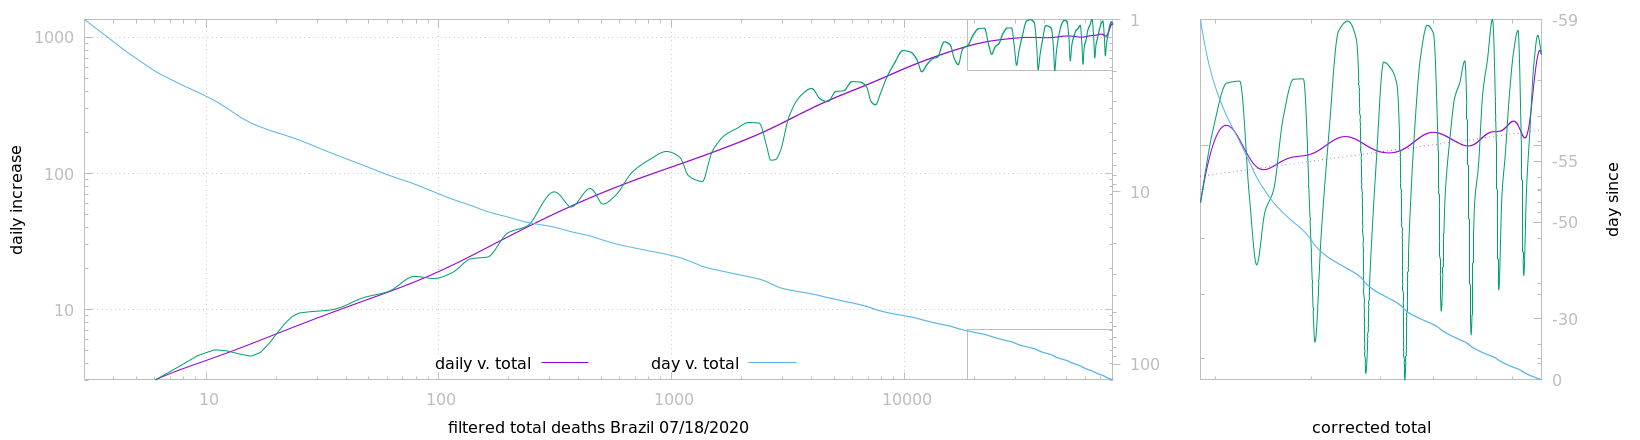 daily increase
1000
100
10
10
100
1000
10000
filtered total deaths Brazil 07/18/2020
daily v. total
day v. total
1
10
100
-59
-55
-50
-30
0
day since
corrected total